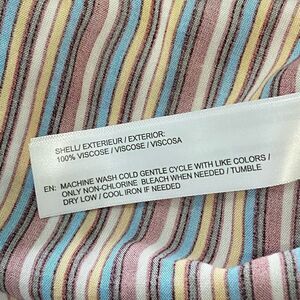 SHELL/ EXTERIEUR / EXTERIOR:
100% VISCOSE / VISCOSE / VISCOSA
EN: MACHINE WASH COLD GENTLE CYCLE WITH LIKE COLORS /
ONLY NON-CHLORINE BLEACH WHEN NEEDED / TUMBLE
DRY LOW / COOL IRON IF NEEDED